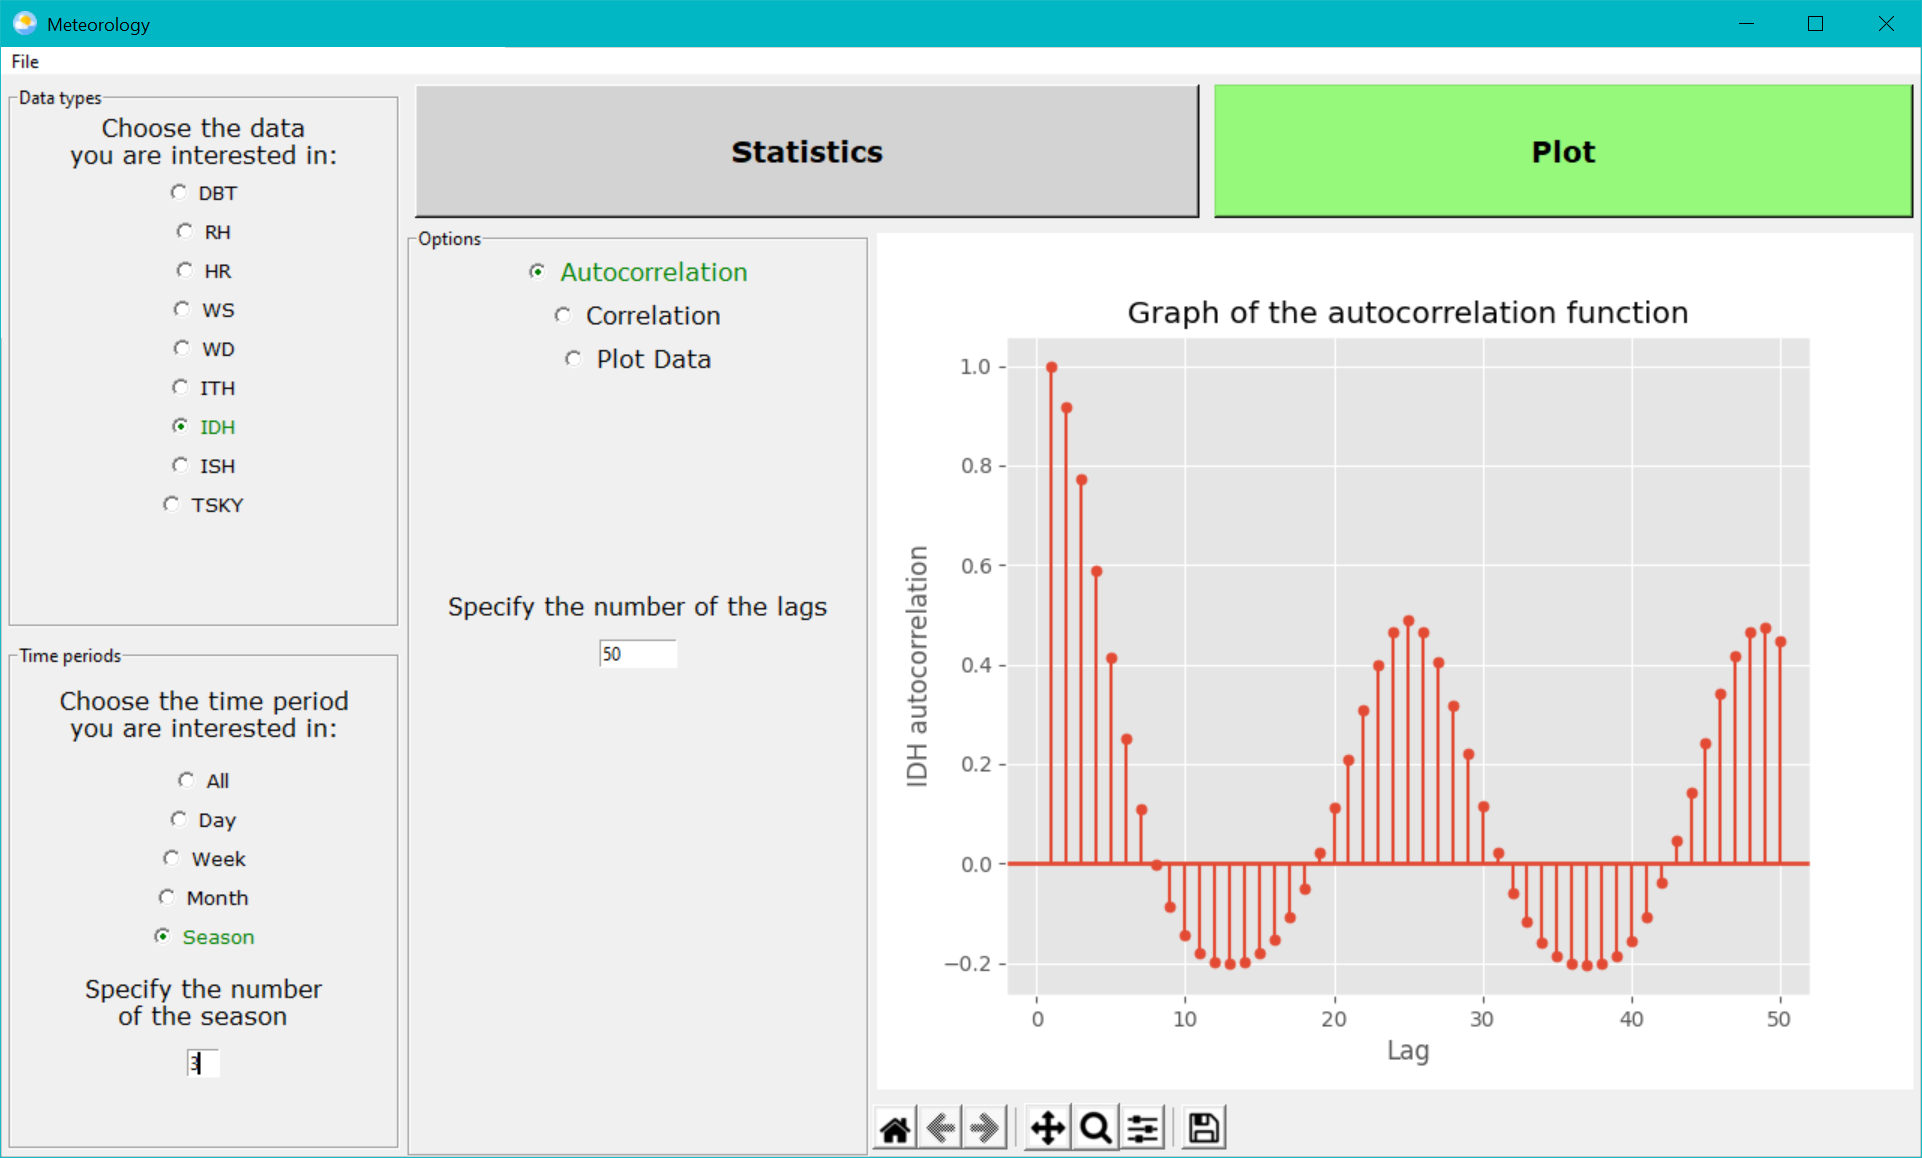 Meteorology
File
Data types
Choose the data
you are interested in:
DBT
RH
HR
WS
WD
ITH
IDH
ISH
TSKY
Time periods
Choose the time period
you are interested in:
All
Day
Week
Month
Season
Specify the number
of the season
3
Statistics
Plot
Options
Autocorrelation
Correlation
Plot Data
Specify the number of the lags
50
Graph of the autocorrelation function
IDH autocorrelation
1.0
0.8
0.6
0.4
0.2
0.0
−0.2
0 10 20 30 40 50
Lag